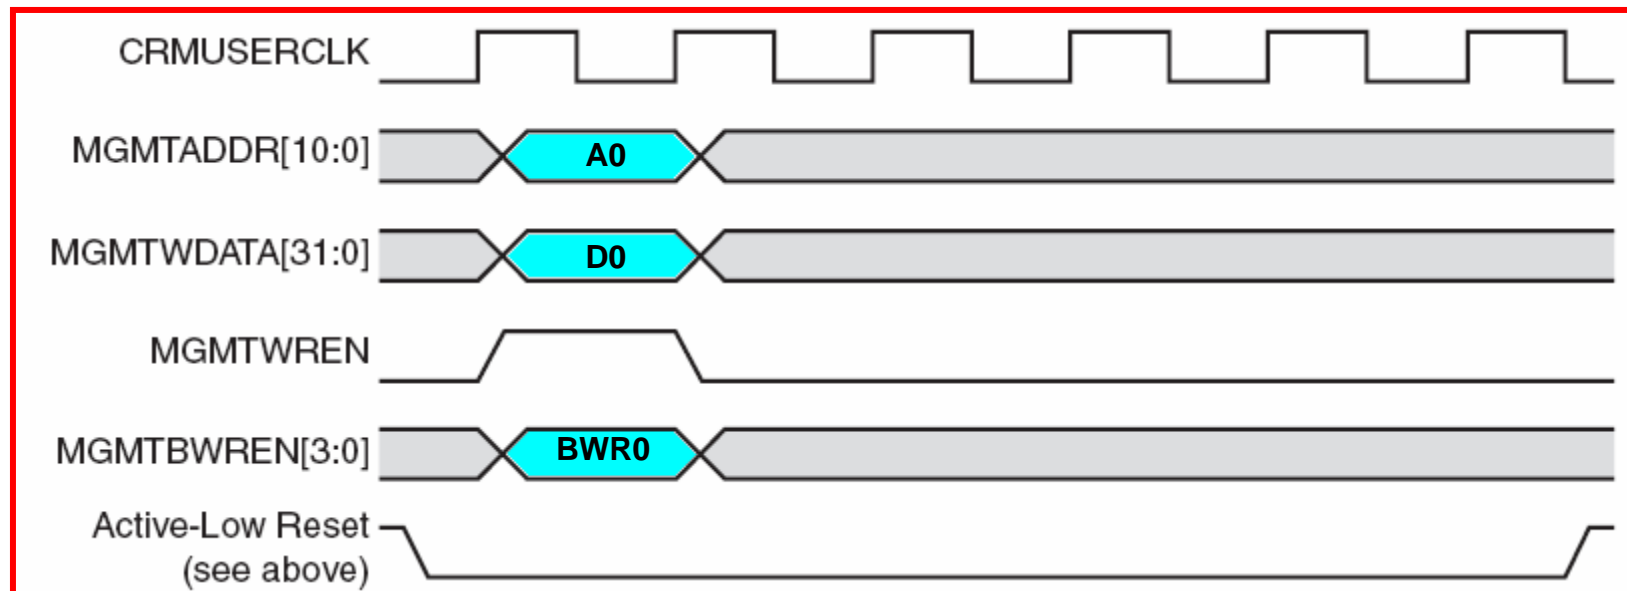 CRMUSERCLK
MGMTADDR[10:0]
A0
MGMTWDATA[31:0]
D0
MGMTWREN
MGMTBWREN[3:0]
BWR0
Active-Low Reset
(see above)